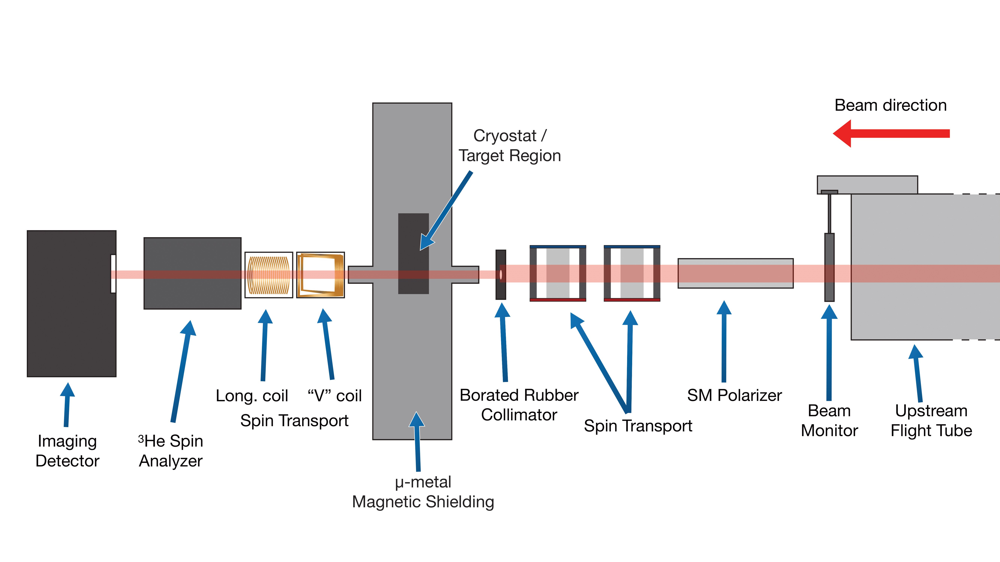 Beam direction
Cryostat /
Target Region
Long. coil
“V” coil
Spin Transport
Borated Rubber
Collimator
Spin Transport
SM Polarizer
Beam
Monitor
Upstream
Flight Tube
Imaging
Detector
³He Spin
Analyzer
µ-metal
Magnetic Shielding